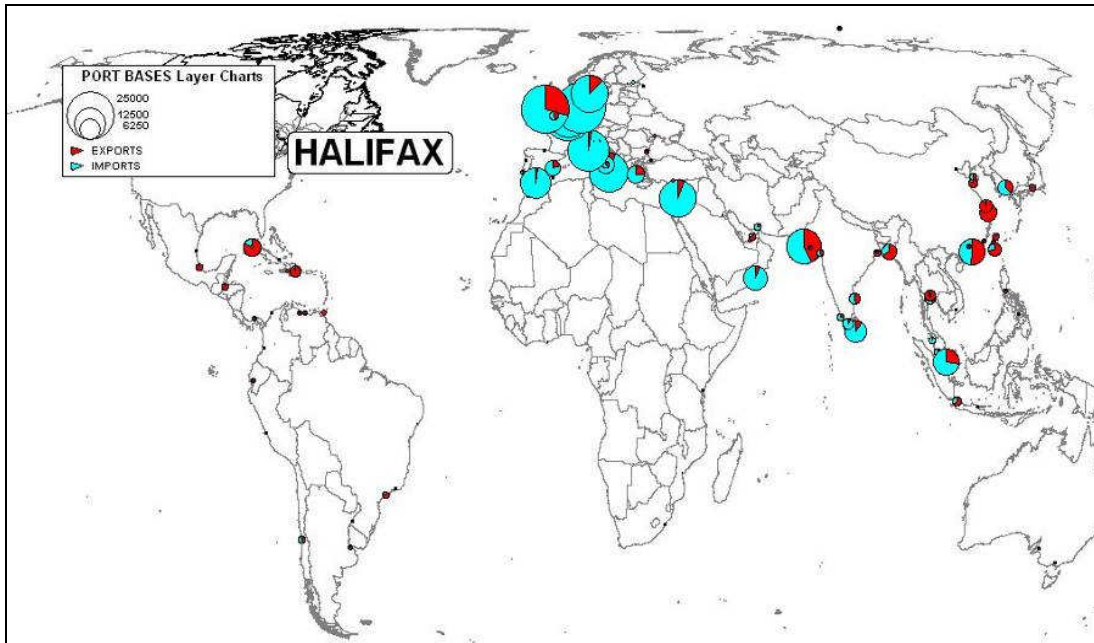 PORT BASES Layer Charts
25000
12500
6250
EXPORTS
IMPORTS
HALIFAX